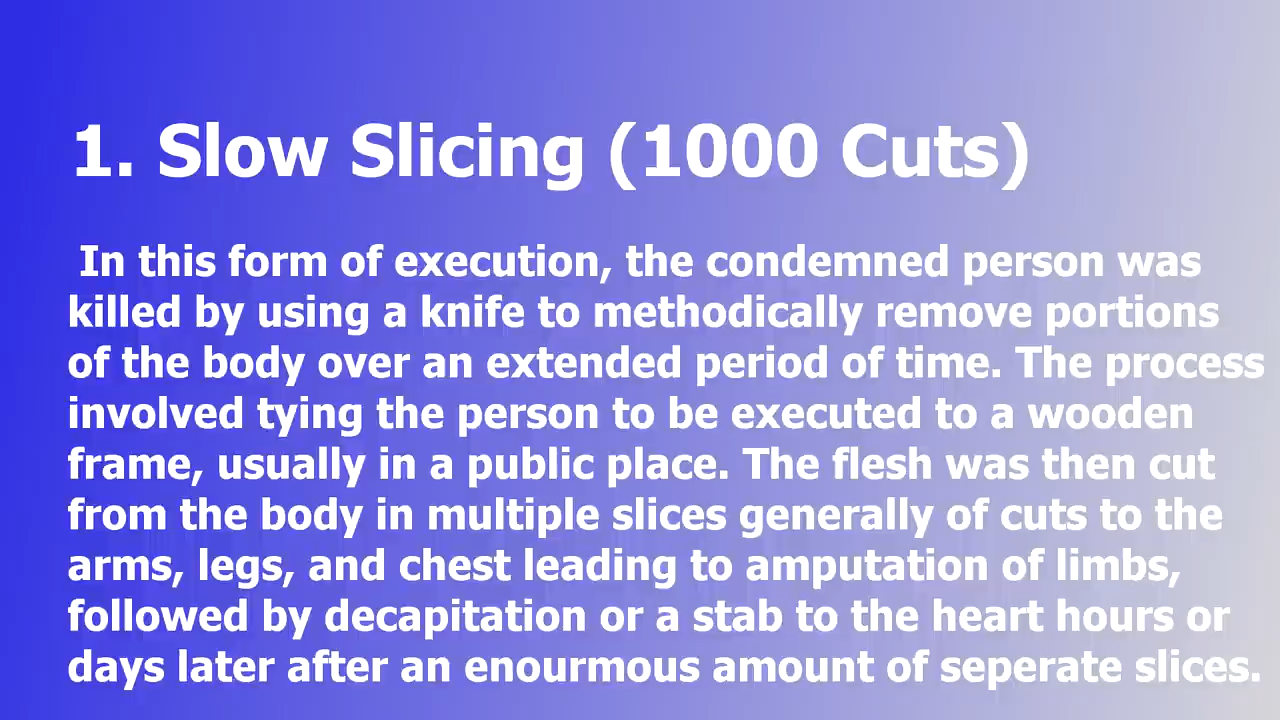 1. Slow Slicing (1000 Cuts)
In this form of execution, the condemned person was
killed by using a knife to methodically remove portions
of the body over an extended period of time. The process
involved tying the person to be executed to a wooden
frame, usually in a public place. The flesh was then cut
from the body in multiple slices generally of cuts to the
arms, legs, and chest leading to amputation of limbs,
followed by decapitation or a stab to the heart hours or
days later after an enourmous amount of seperate slices.